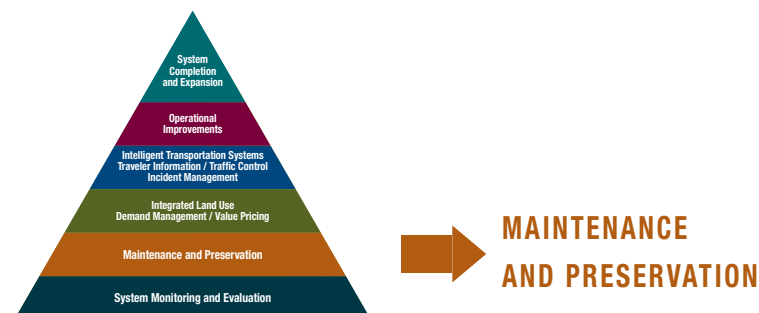 System
Completion
and Expansion
Operational
Improvements
Intelligent Transportation Systems
Traveler Information / Traffic Control
Incident Management
Integrated Land Use
Demand Management / Value Pricing
Maintenance and Preservation
System Monitoring and Evaluation
MAINTENANCE
AND PRESERVATION